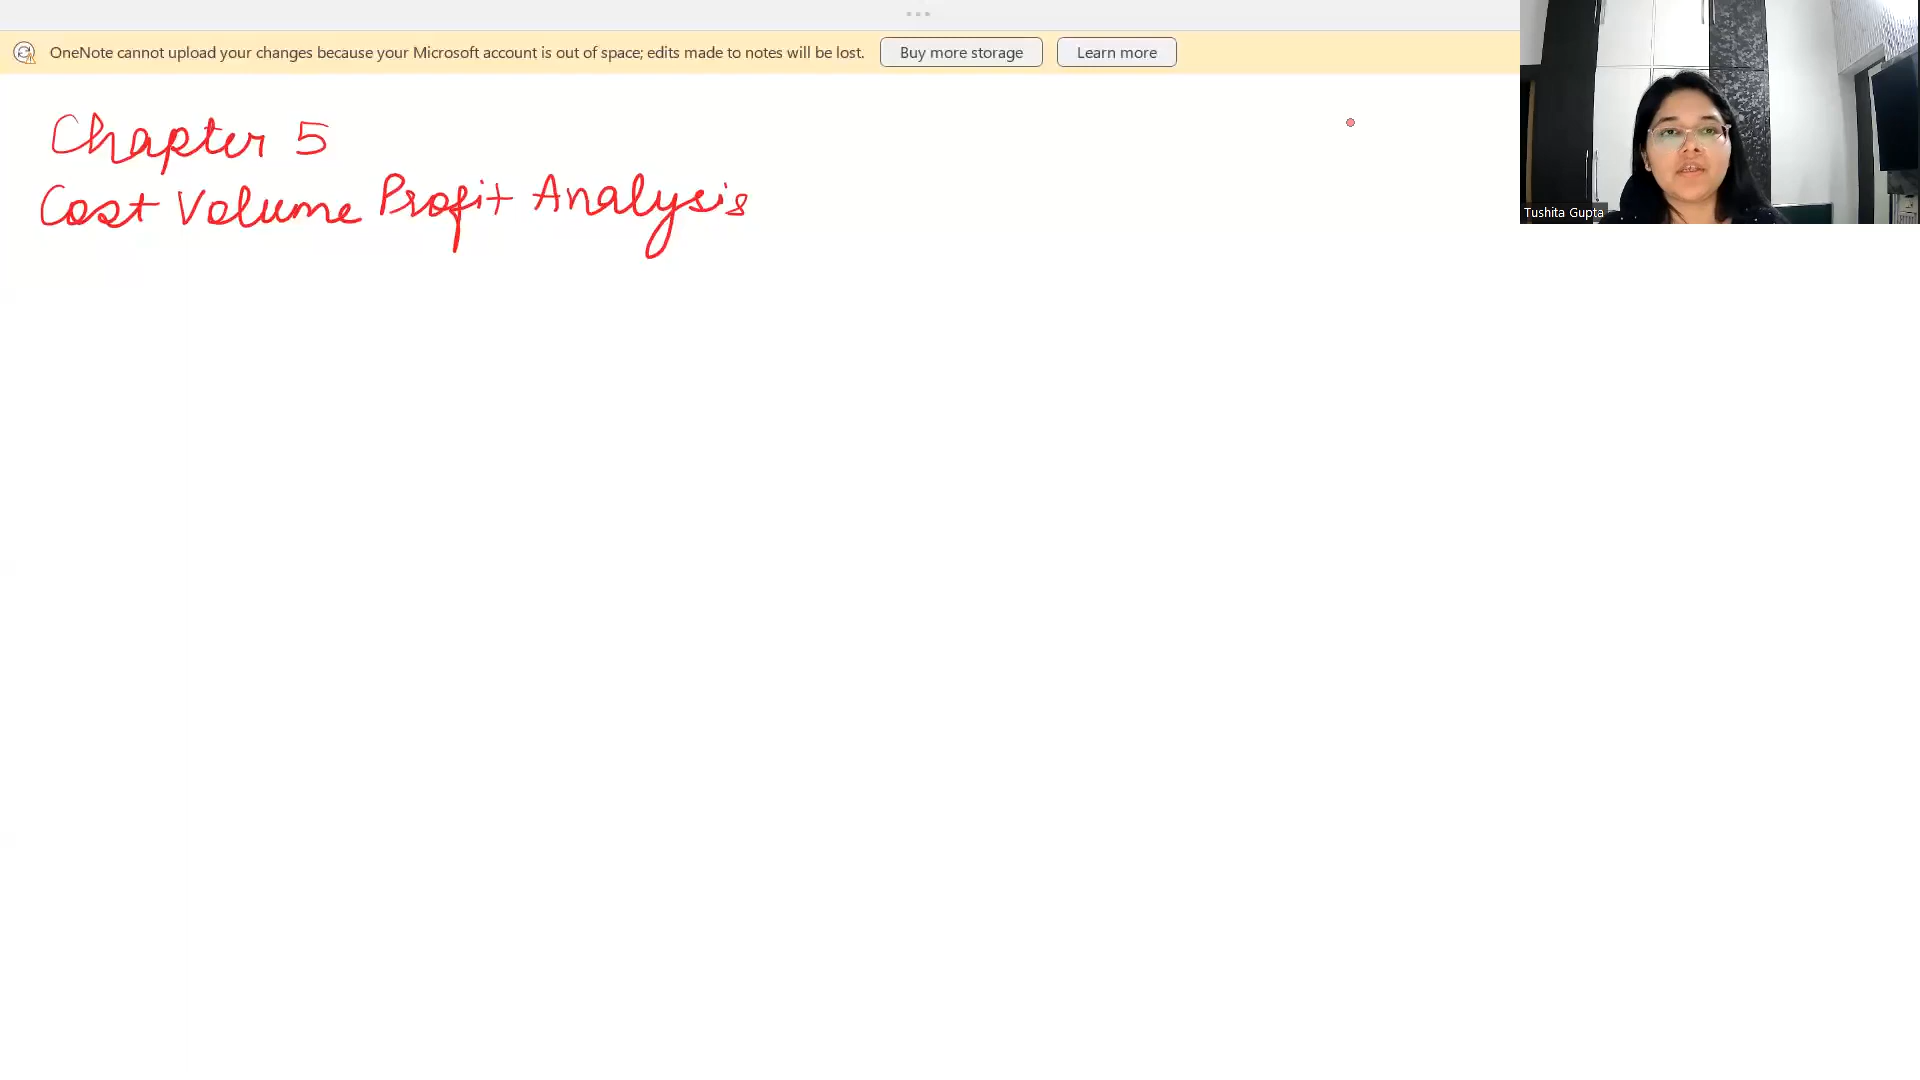 OneNote cannot upload your changes because your Microsoft account is out of space; edits made to notes will be lost. Buy more storage Learn more
Chapter 5
Cost Volume Profit Analysis
Tushita Gupta